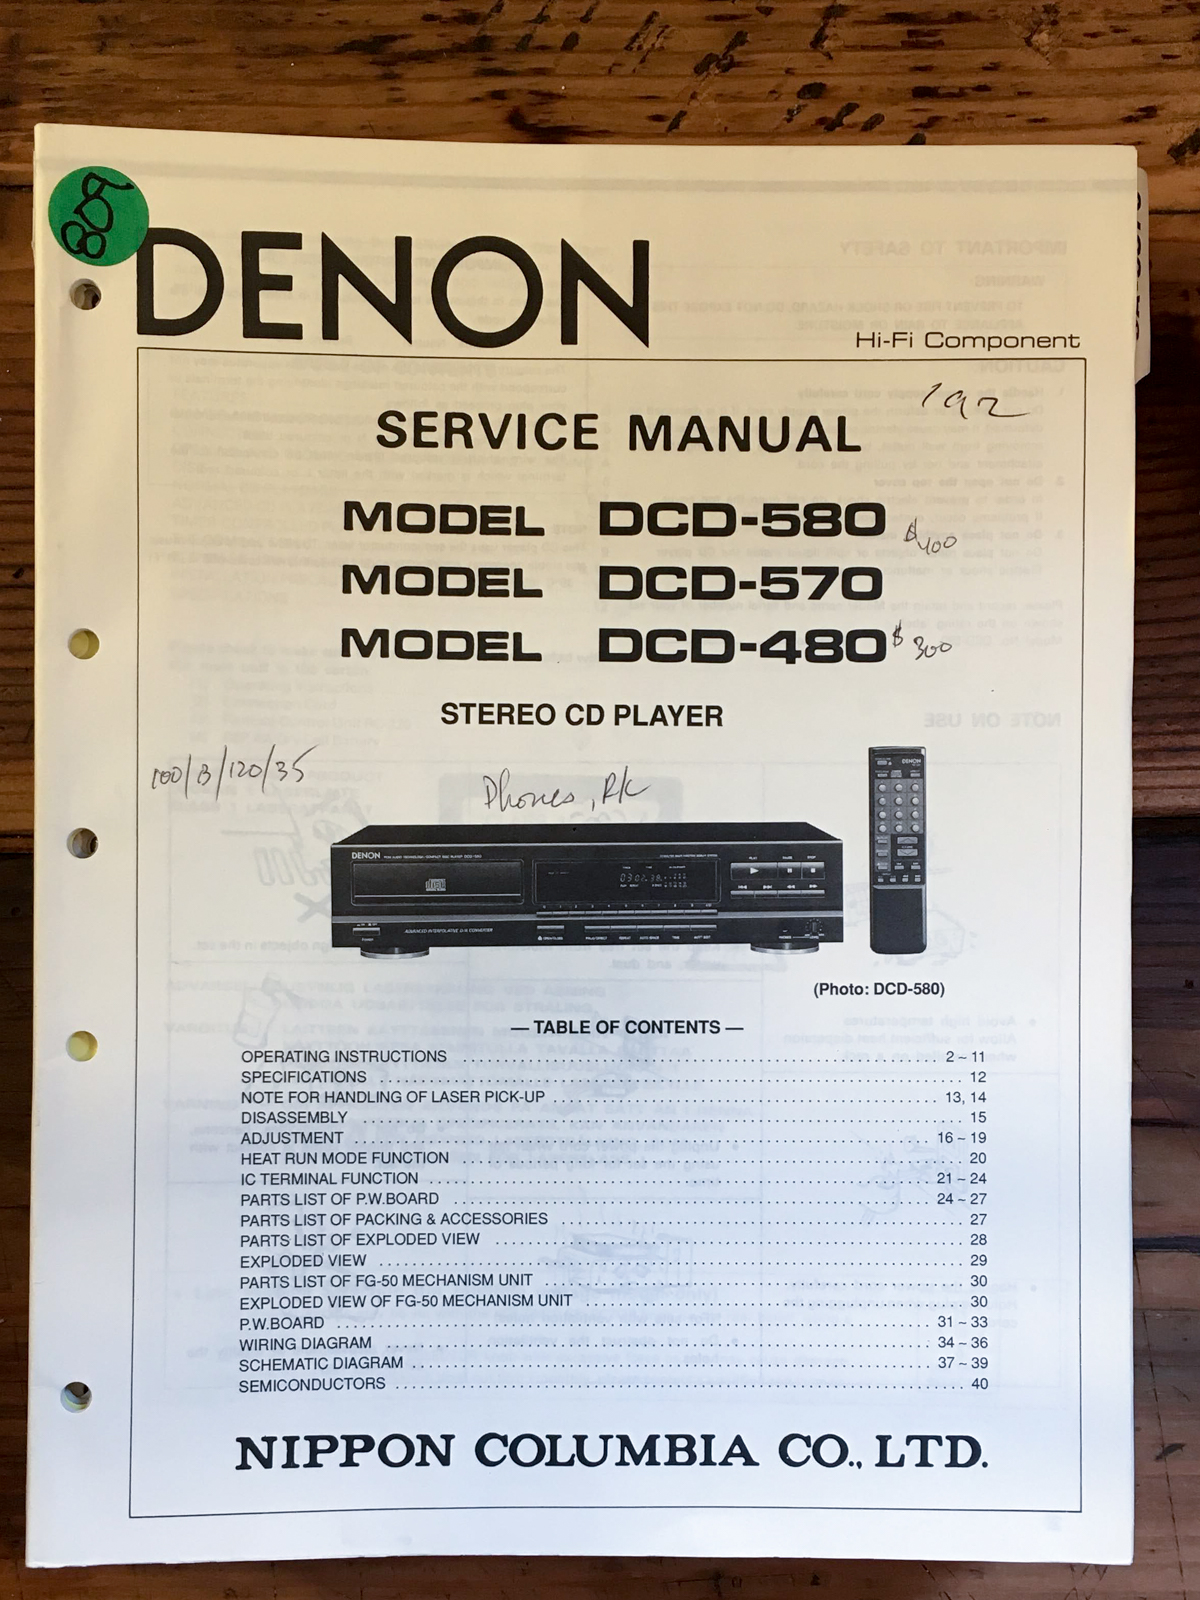 809
DENON
Hi-Fi Component
192
SERVICE MANUAL
MODEL DCD-580 $400
MODEL DCD-570
MODEL DCD-480 $300
STEREO CD PLAYER
100/B/120/35
Phones, RK
DENON
DENON
ADVANCED INTERPOLATIVE D/A CONVERTER
(Photo: DCD-580)
— TABLE OF CONTENTS —
OPERATING INSTRUCTIONS 2 ~ 11
SPECIFICATIONS 12
NOTE FOR HANDLING OF LASER PICK-UP 13, 14
DISASSEMBLY 15
ADJUSTMENT 16 ~ 19
HEAT RUN MODE FUNCTION 20
IC TERMINAL FUNCTION 21 ~ 24
PARTS LIST OF P.W.BOARD 24 ~ 27
PARTS LIST OF PACKING & ACCESSORIES 27
PARTS LIST OF EXPLODED VIEW 28
EXPLODED VIEW 29
PARTS LIST OF FG-50 MECHANISM UNIT 30
EXPLODED VIEW OF FG-50 MECHANISM UNIT 30
P.W.BOARD 31 ~ 33
WIRING DIAGRAM 34 ~ 36
SCHEMATIC DIAGRAM 37 ~ 39
SEMICONDUCTORS 40
NIPPON COLUMBIA CO., LTD.